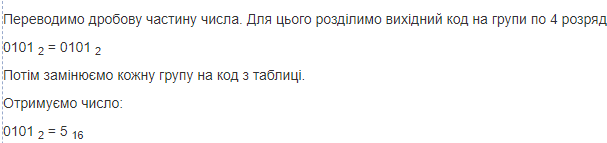 Переводимо дробову частину числа. Для цього розділимо вихідний код на групи по 4 розряд
0101 2 = 0101 2
Потім замінюємо кожну групу на код з таблиці.
Отримуємо число:
0101 2 = 5 16